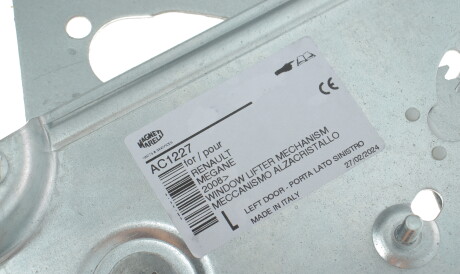 MAGNETI
MARELLI
AC1227
for / pour
RENAULT
MEGANE
2008>
WINDOW LIFTER MECHANISM
MECCANISMO ALZACRISTALLO
L
LEFT DOOR - PORTA LATO SINISTRO
MADE IN ITALY
27/02/2024
CE